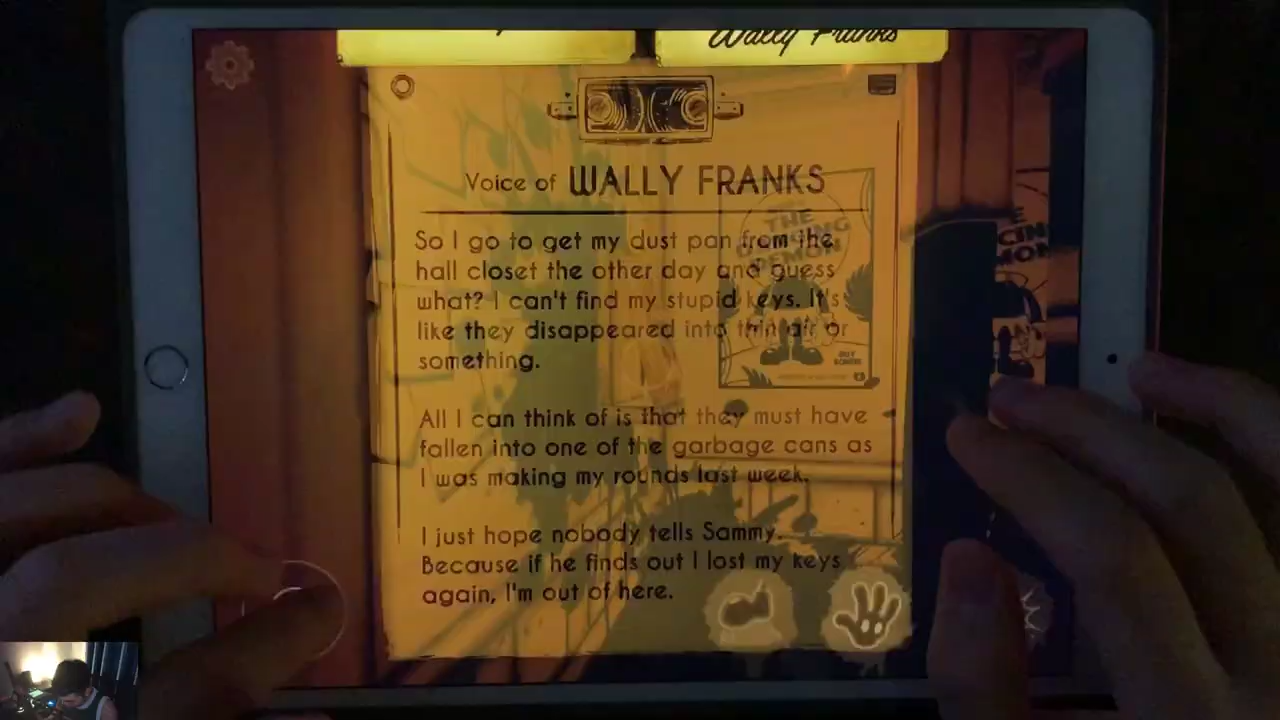 Wally Franks
Voice of WALLY FRANKS
So I go to get my dust pan from the
hall closet the other day and guess
what? I can't find my stupid keys. It's
like they disappeared into thin air or
something.
All I can think of is that they must have
fallen into one of the garbage cans as
I was making my rounds last week.
I just hope nobody tells Sammy.
Because if he finds out I lost my keys
again, I'm out of here.
THE
DANCING
DEMON